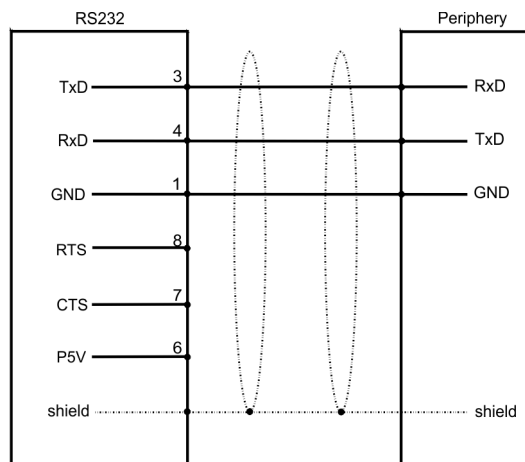 RS232 Periphery
TxD 3 RxD
RxD 4 TxD
GND 1 GND
RTS 8
CTS 7
P5V 6
shield shield